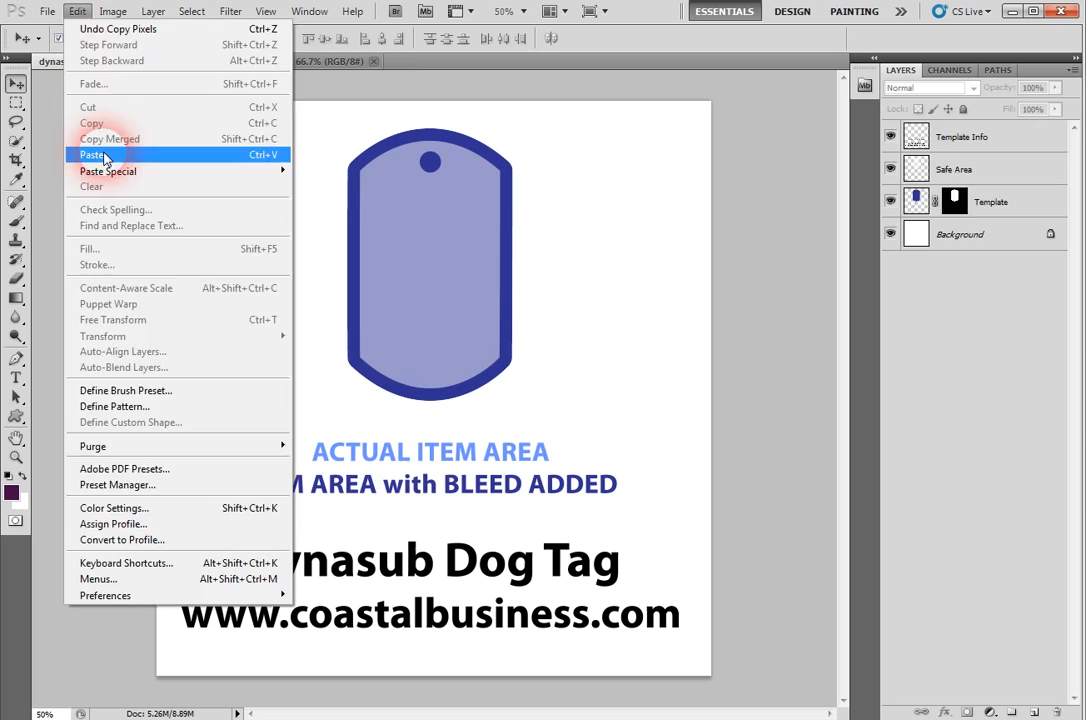 Ps File Edit Image Layer Select Filter View Window Help Br Mb 50% ESSENTIALS DESIGN PAINTING CS Live
66.7% (RGB/8#)
Undo Copy Pixels Ctrl+Z
Step Forward Shift+Ctrl+Z
Step Backward Alt+Ctrl+Z
Fade... Shift+Ctrl+F
Cut Ctrl+X
Copy Ctrl+C
Copy Merged Shift+Ctrl+C
Paste Ctrl+V
Paste Special
Clear
Check Spelling...
Find and Replace Text...
Fill... Shift+F5
Stroke...
Content-Aware Scale Alt+Shift+Ctrl+C
Puppet Warp
Free Transform Ctrl+T
Transform
Auto-Align Layers...
Auto-Blend Layers...
Define Brush Preset...
Define Pattern...
Define Custom Shape...
Purge
Adobe PDF Presets...
Preset Manager...
Color Settings... Shift+Ctrl+K
Assign Profile...
Convert to Profile...
Keyboard Shortcuts... Alt+Shift+Ctrl+K
Menus... Alt+Shift+Ctrl+M
Preferences
ACTUAL ITEM AREA
AREA with BLEED ADDED
ynasub Dog Tag
www.coastalbusiness.com
Mb
LAYERS CHANNELS PATHS
Normal Opacity: 100%
Lock: Fill: 100%
Template Info
Safe Area
Template
Background
50% Doc: 5.26M/8.89M